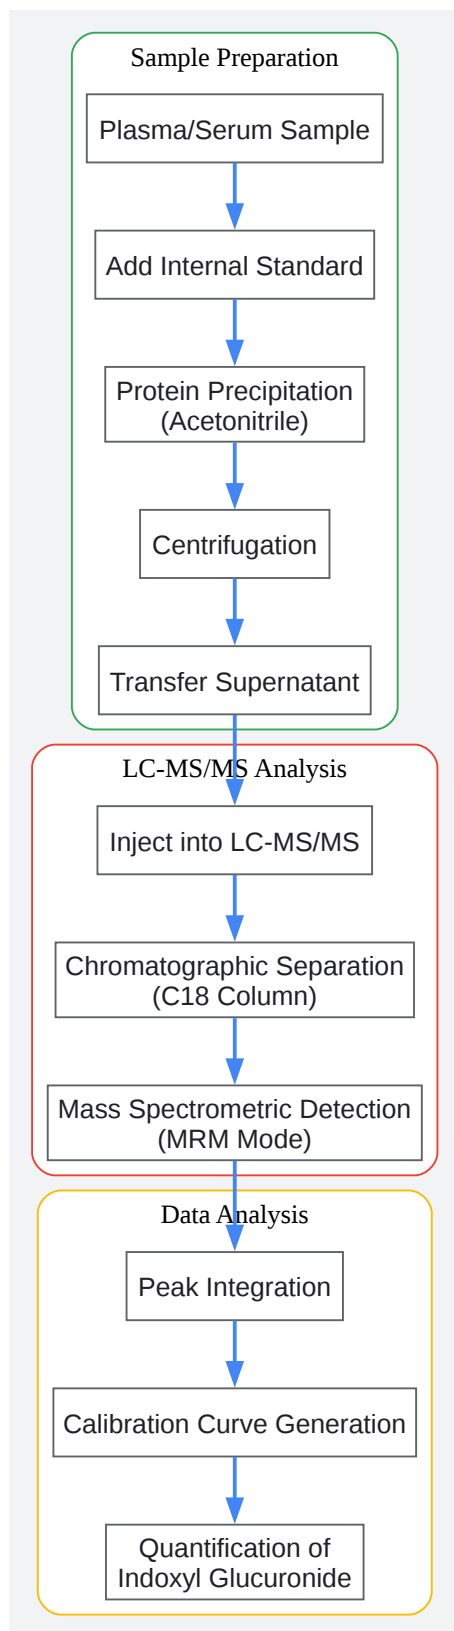 Sample Preparation
Plasma/Serum Sample
Add Internal Standard
Protein Precipitation
(Acetonitrile)
Centrifugation
Transfer Supernatant
LC-MS/MS Analysis
Inject into LC-MS/MS
Chromatographic Separation
(C18 Column)
Mass Spectrometric Detection
(MRM Mode)
Data Analysis
Peak Integration
Calibration Curve Generation
Quantification of
Indoxyl Glucuronide